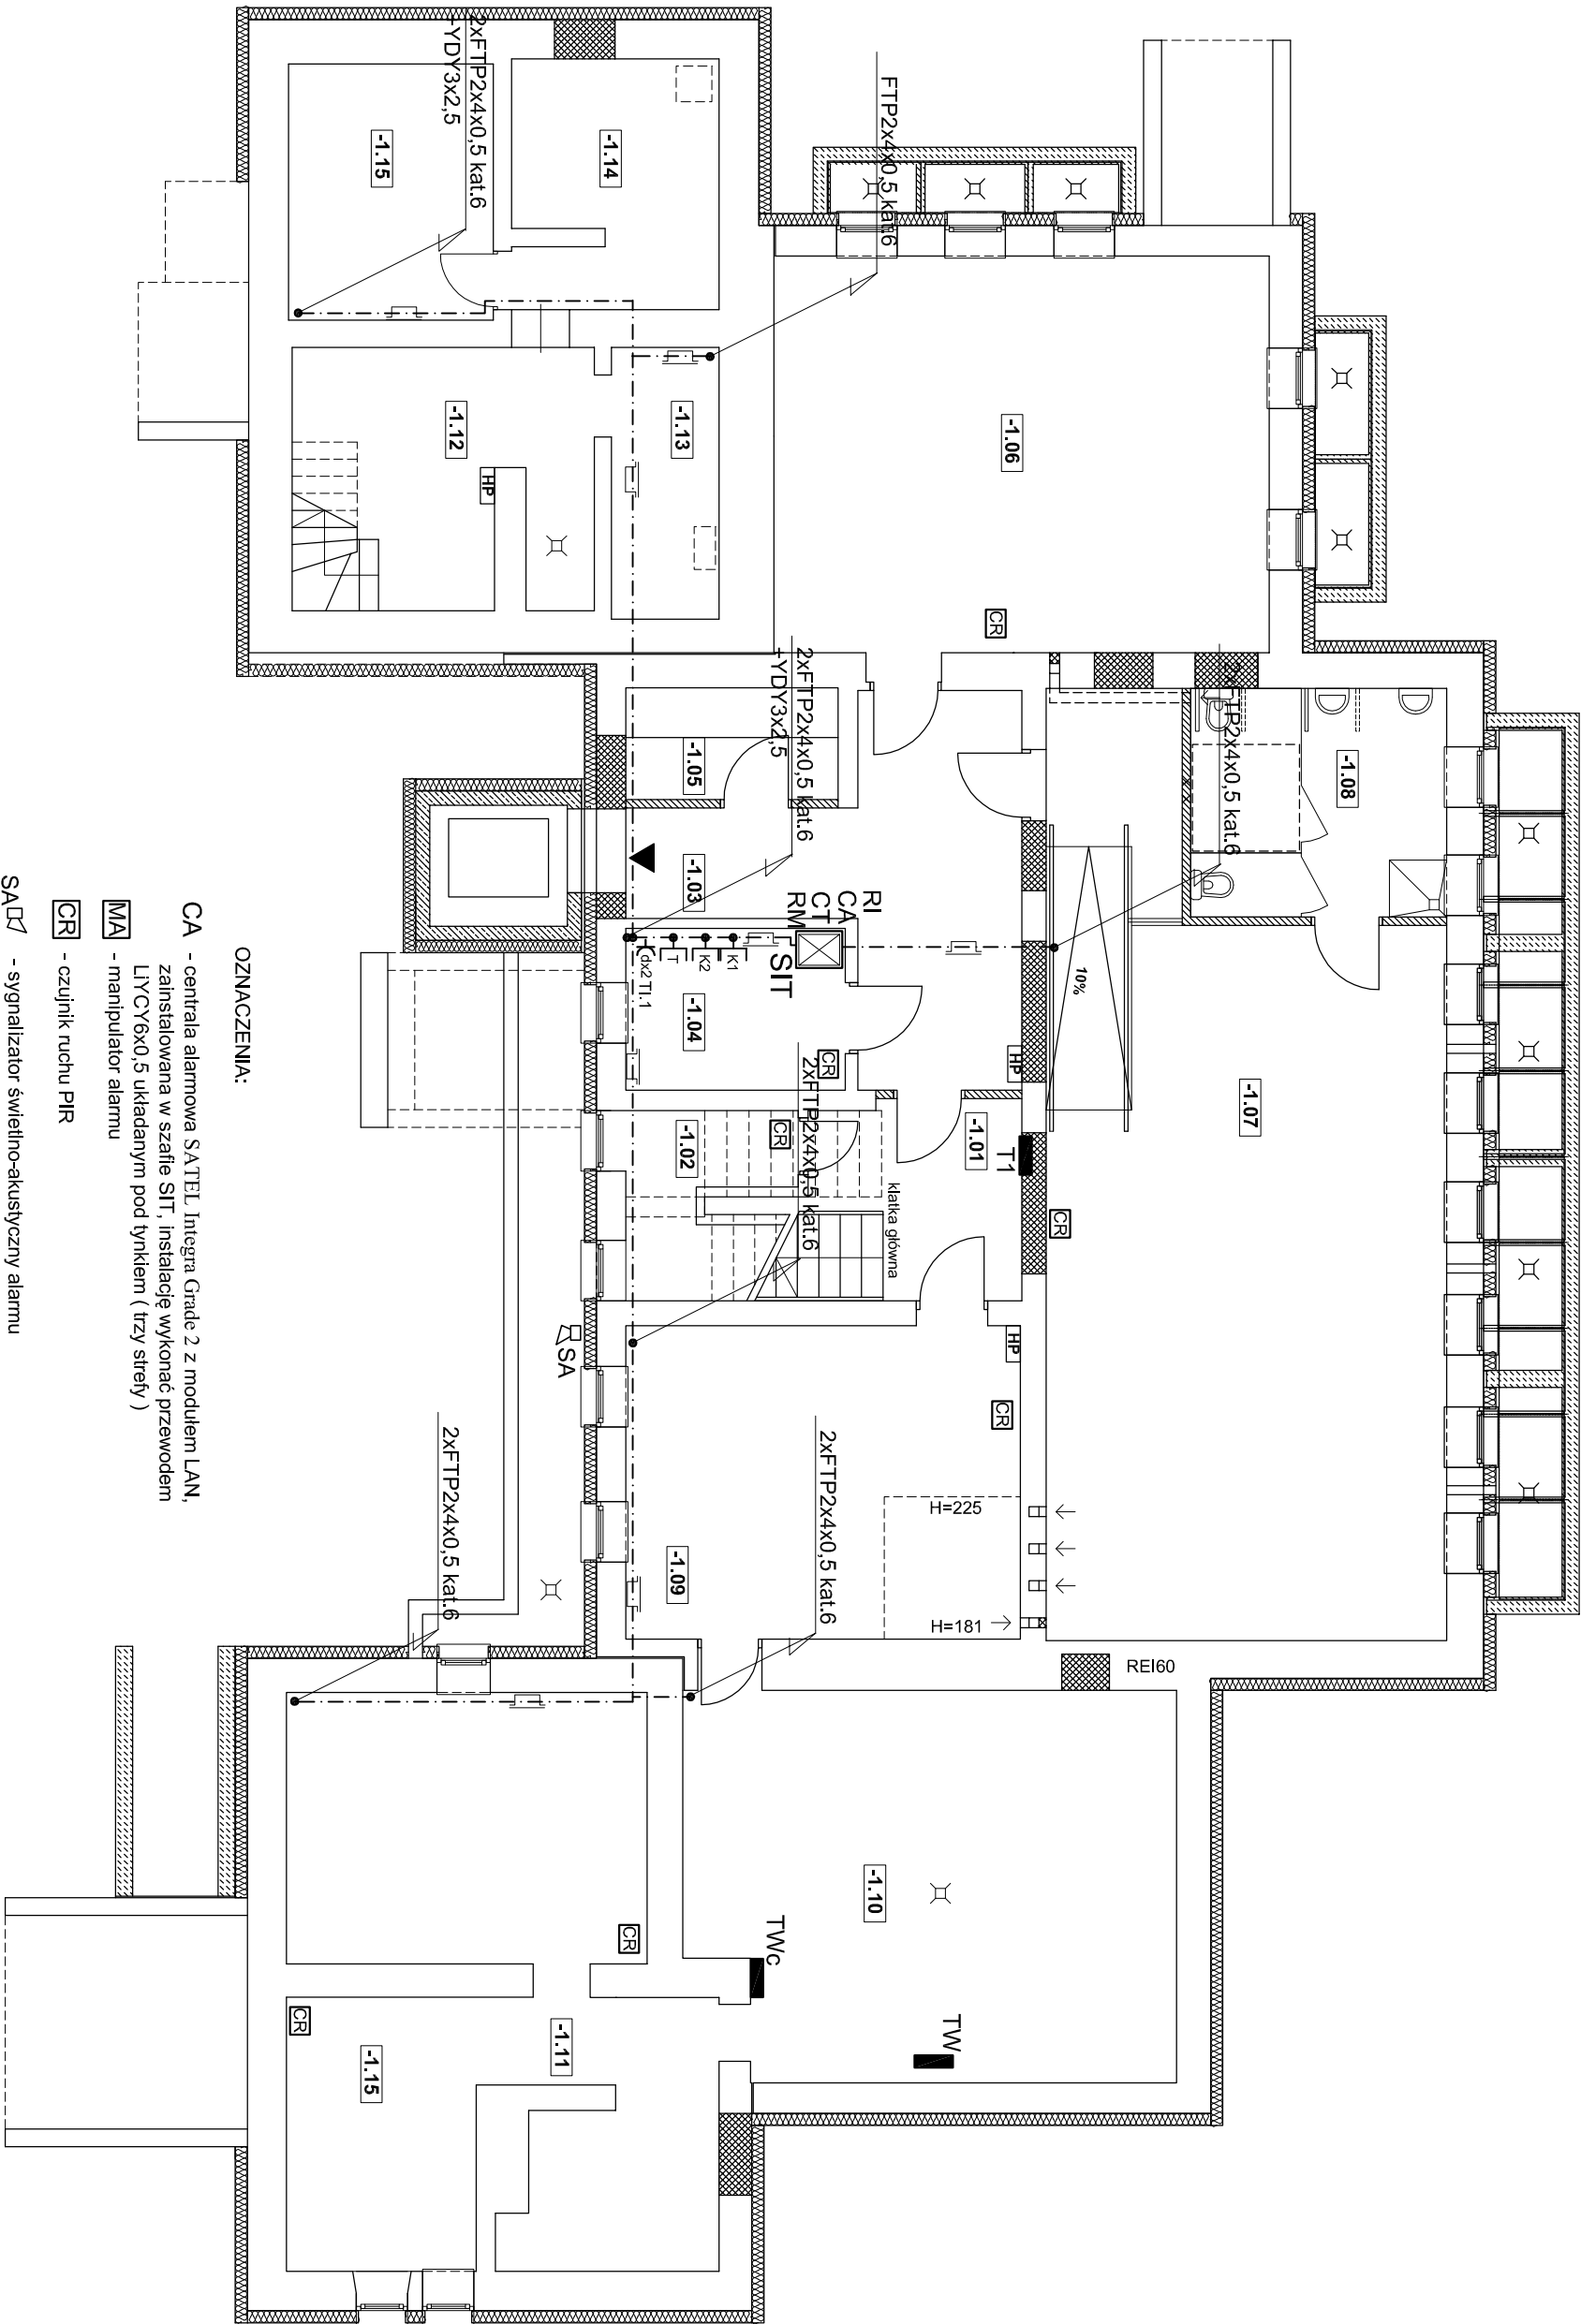 2xFTP2x4x0,5 kat.6
+YDY3x2,5
-1.15
-1.14
FTP2x4x0,5 kat.6
-1.12
-1.13
HP
-1.06
CR
2xFTP2x4x0,5 kat.6
+YDY3x2,5
-1.05
-1.03
2xFTP2x4x0,5 kat.6
-1.08
RI
CA
CT
RM
SIT
K1
K2
T
dx2 TI.1
-1.04
CR
10%
HP
-1.07
2xFTP2x4x0,5 kat.6
CR
-1.02
-1.01
T1
klatka główna
CR
SA
HP
CR
2xFTP2x4x0,5 kat.6
H=225
H=181
-1.09
2xFTP2x4x0,5 kat.6
REI60
-1.10
CR
TWc
TW
CR
-1.11
-1.15
OZNACZENIA:
CA - centrala alarmowa SATEL Integra Grade 2 z modułem LAN,
zainstalowana w szafie SIT, instalację wykonać przewodem
LIYCY6x0,5 układanym pod tynkiem ( trzy strefy )
MA - manipulator alarmu
CR - czujnik ruchu PIR
SA - sygnalizator świetlno-akustyczny alarmu